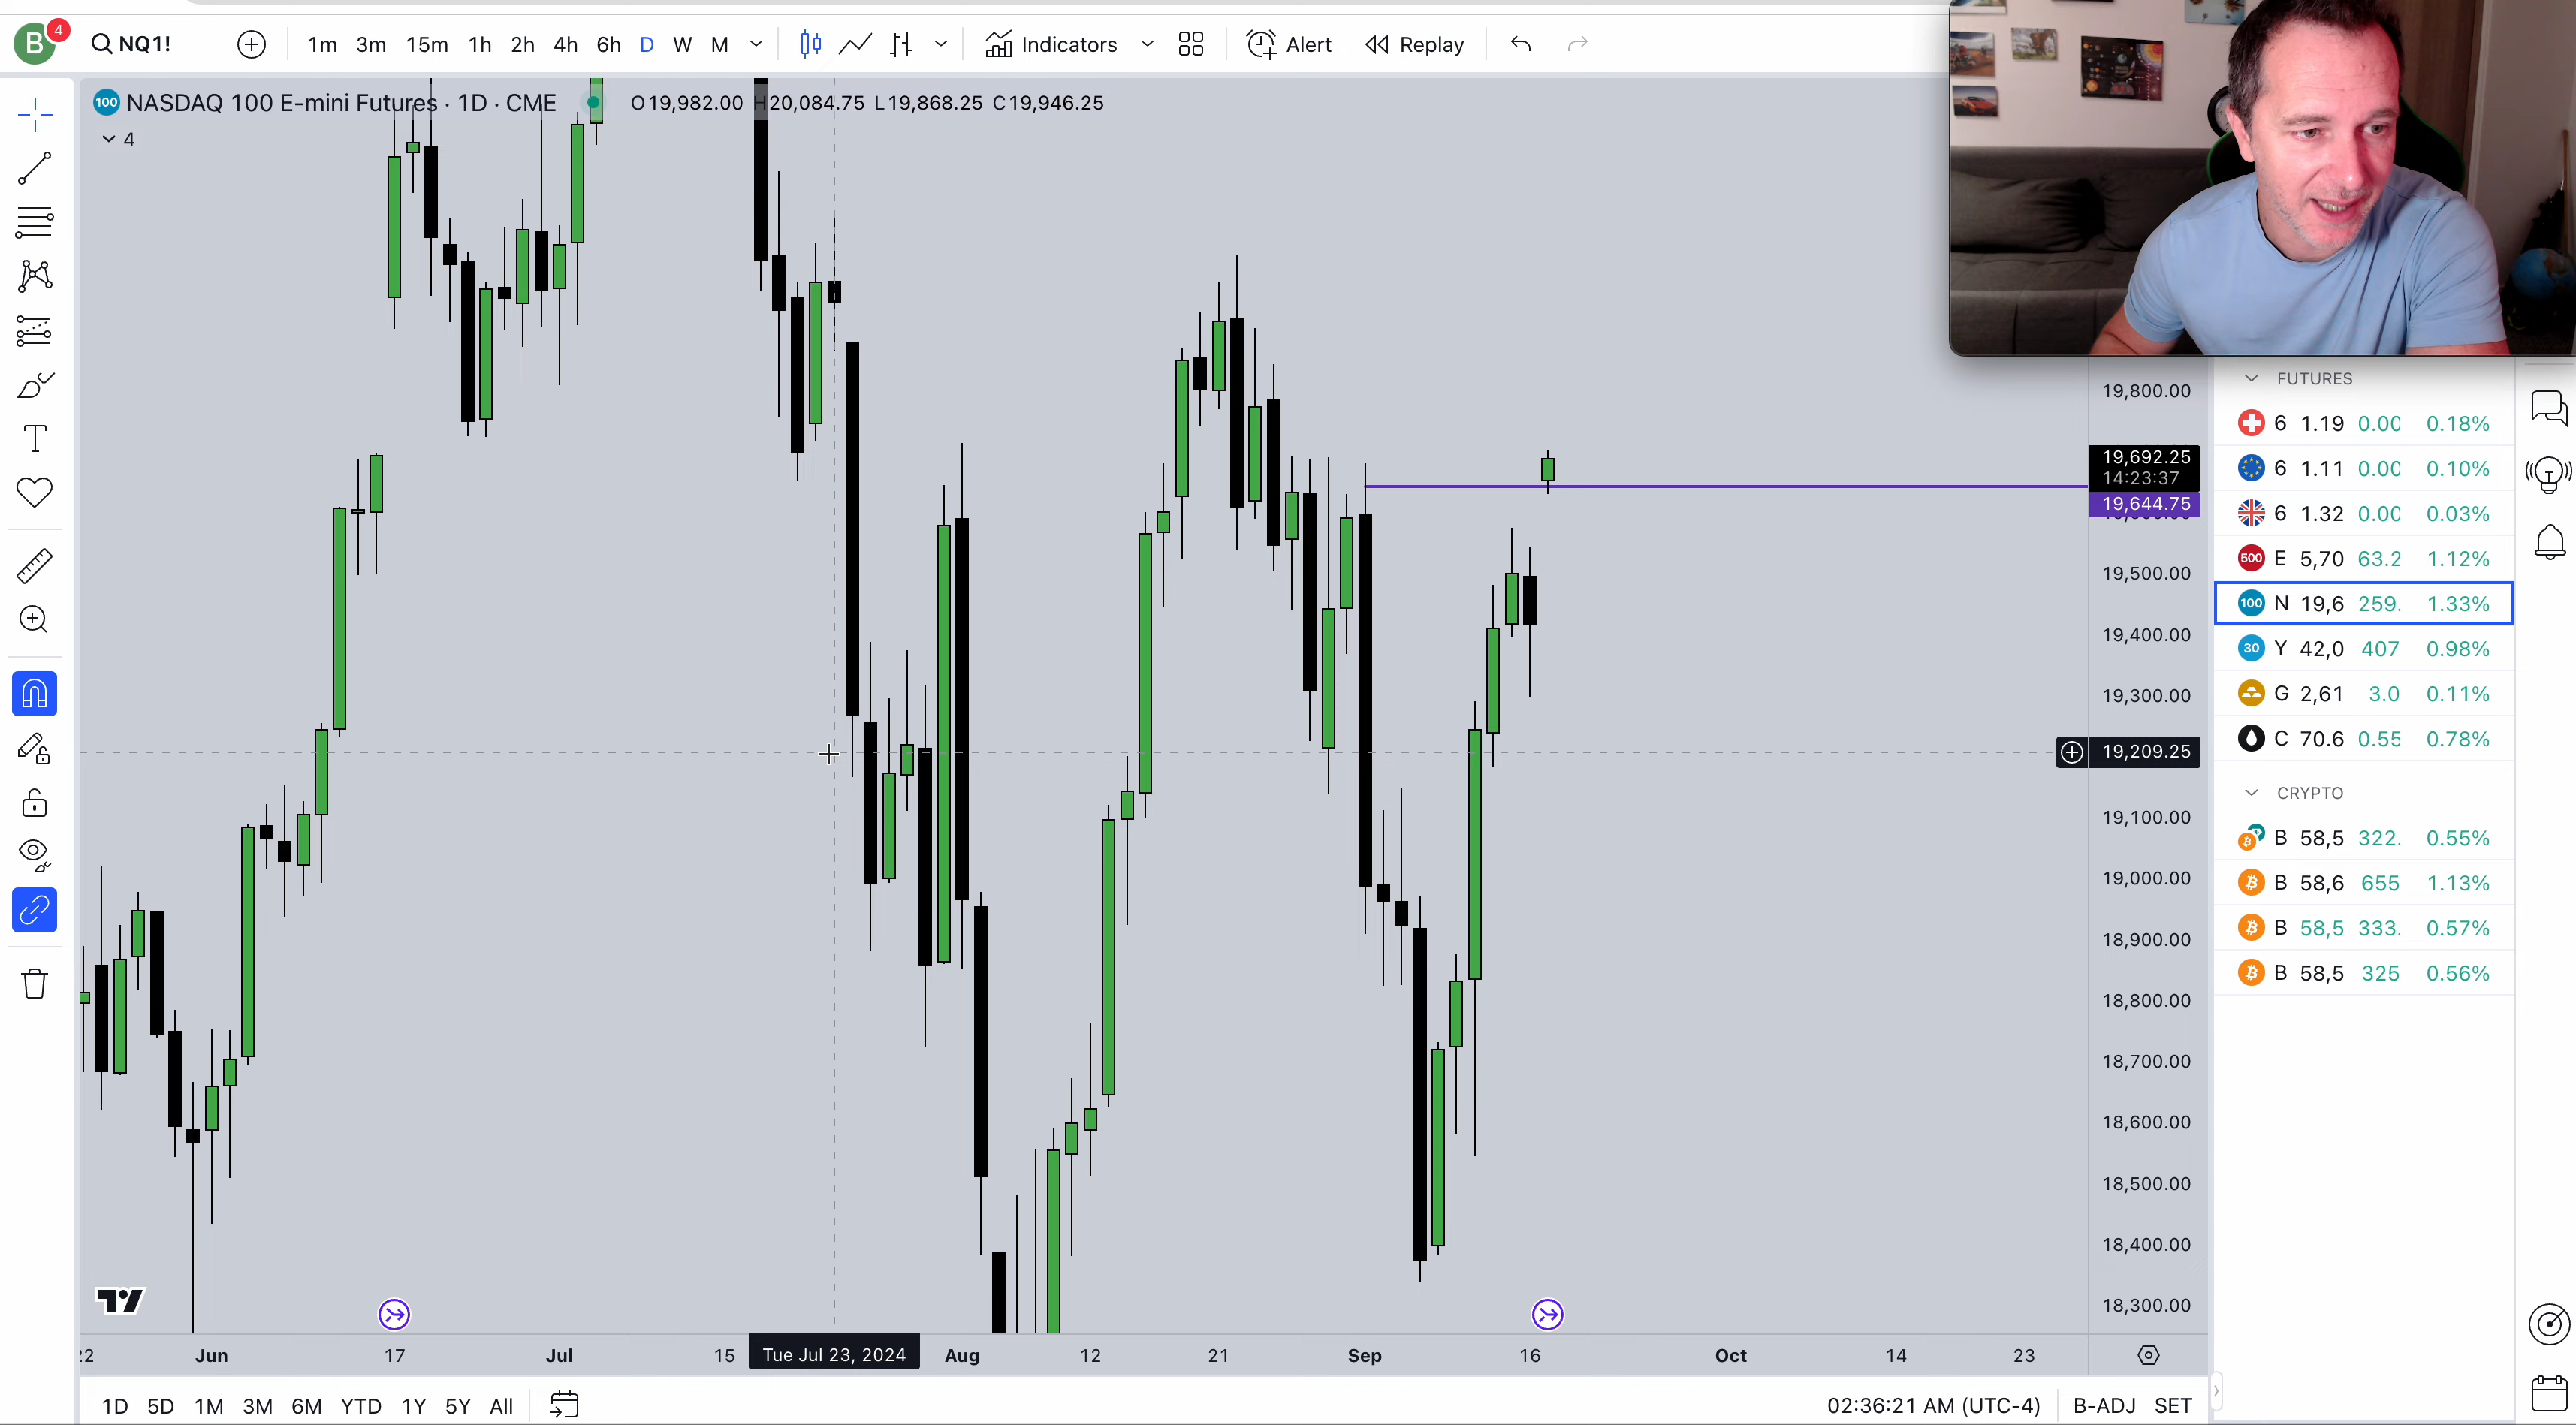 B 4 NQ1! 1m 3m 15m 1h 2h 4h 6h D W M Indicators Alert Replay
100 NASDAQ 100 E-mini Futures · 1D · CME O19,982.00 H20,084.75 L19,868.25 C19,946.25
4
19,800.00
19,692.25
14:23:37
19,644.75
19,500.00
19,400.00
19,300.00
19,209.25
19,100.00
19,000.00
18,900.00
18,800.00
18,700.00
18,600.00
18,500.00
18,400.00
18,300.00
FUTURES
6 1.19 0.00 0.18%
6 1.11 0.00 0.10%
6 1.32 0.00 0.03%
500 E 5,70 63.2 1.12%
100 N 19,6 259. 1.33%
30 Y 42,0 407 0.98%
G 2,61 3.0 0.11%
C 70.6 0.55 0.78%
CRYPTO
B 58,5 322. 0.55%
B 58,6 655 1.13%
B 58,5 333. 0.57%
B 58,5 325 0.56%
22 Jun 17 Jul 15 Tue Jul 23, 2024 Aug 12 21 Sep 16 Oct 14 23
1D 5D 1M 3M 6M YTD 1Y 5Y All 02:36:21 AM (UTC-4) B-ADJ SET